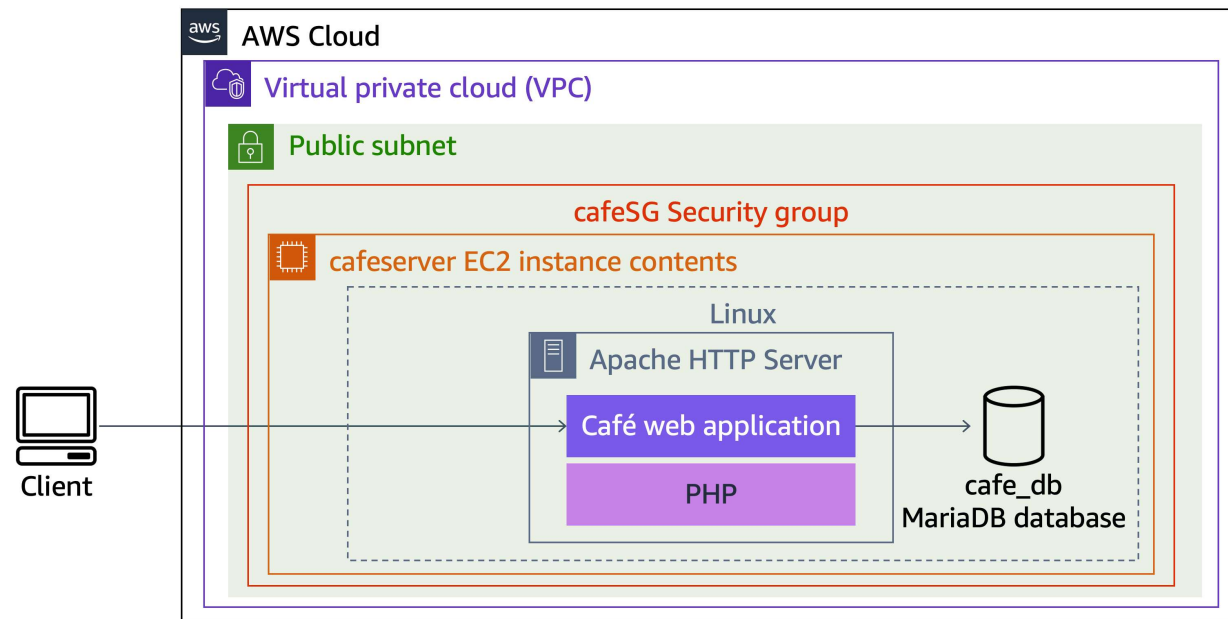 aws
AWS Cloud
Virtual private cloud (VPC)
Public subnet
cafeSG Security group
cafeserver EC2 instance contents
Linux
Apache HTTP Server
Café web application
PHP
Client
cafe_db
MariaDB database